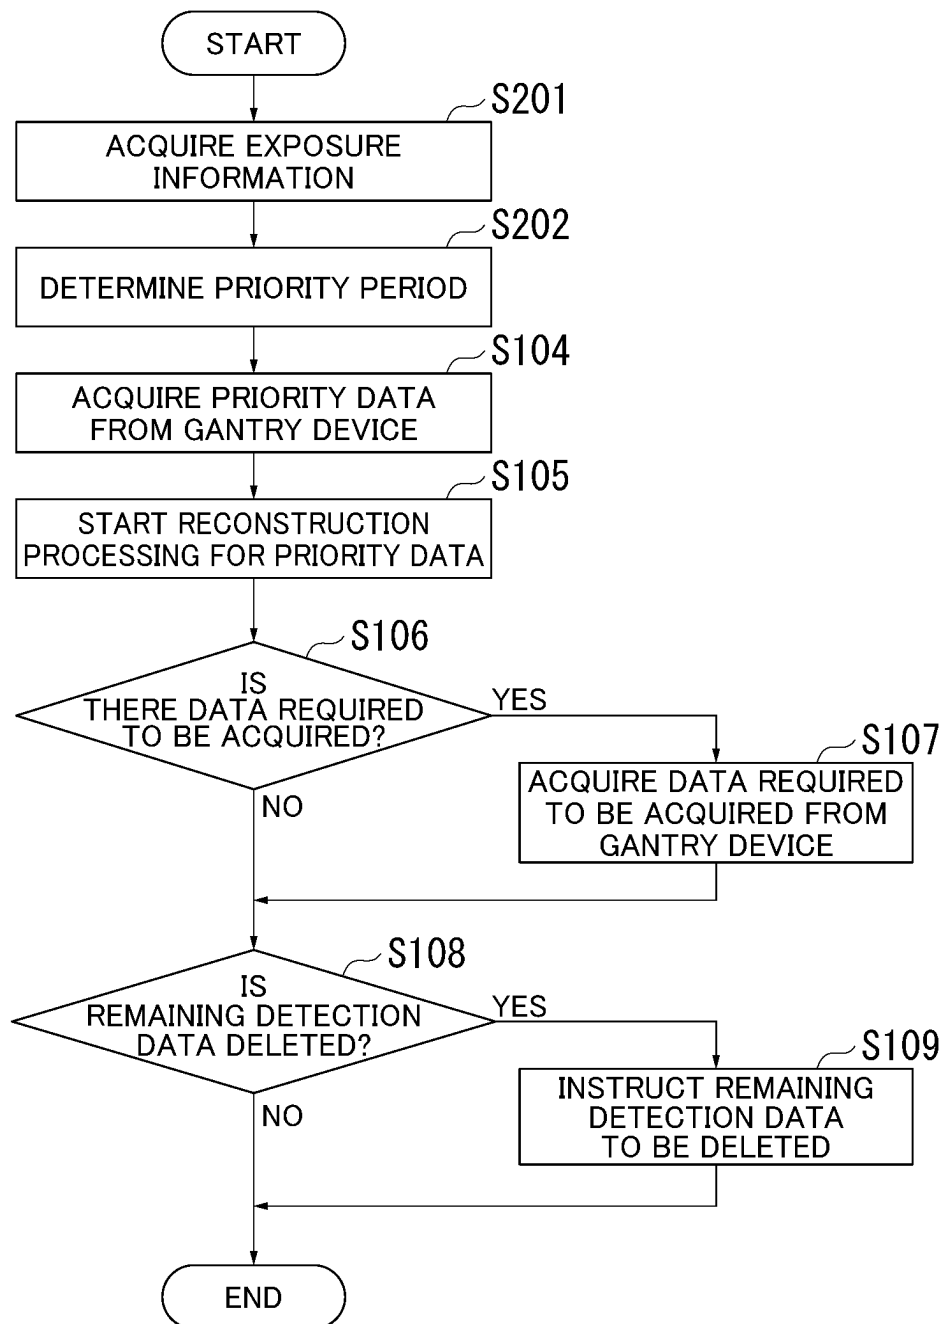 START
S201
ACQUIRE EXPOSURE
INFORMATION
S202
DETERMINE PRIORITY PERIOD
S104
ACQUIRE PRIORITY DATA
FROM GANTRY DEVICE
S105
START RECONSTRUCTION
PROCESSING FOR PRIORITY DATA
S106
IS
THERE DATA REQUIRED
TO BE ACQUIRED?
YES
NO
S107
ACQUIRE DATA REQUIRED
TO BE ACQUIRED FROM
GANTRY DEVICE
S108
IS
REMAINING DETECTION
DATA DELETED?
YES
NO
S109
INSTRUCT REMAINING
DETECTION DATA
TO BE DELETED
END